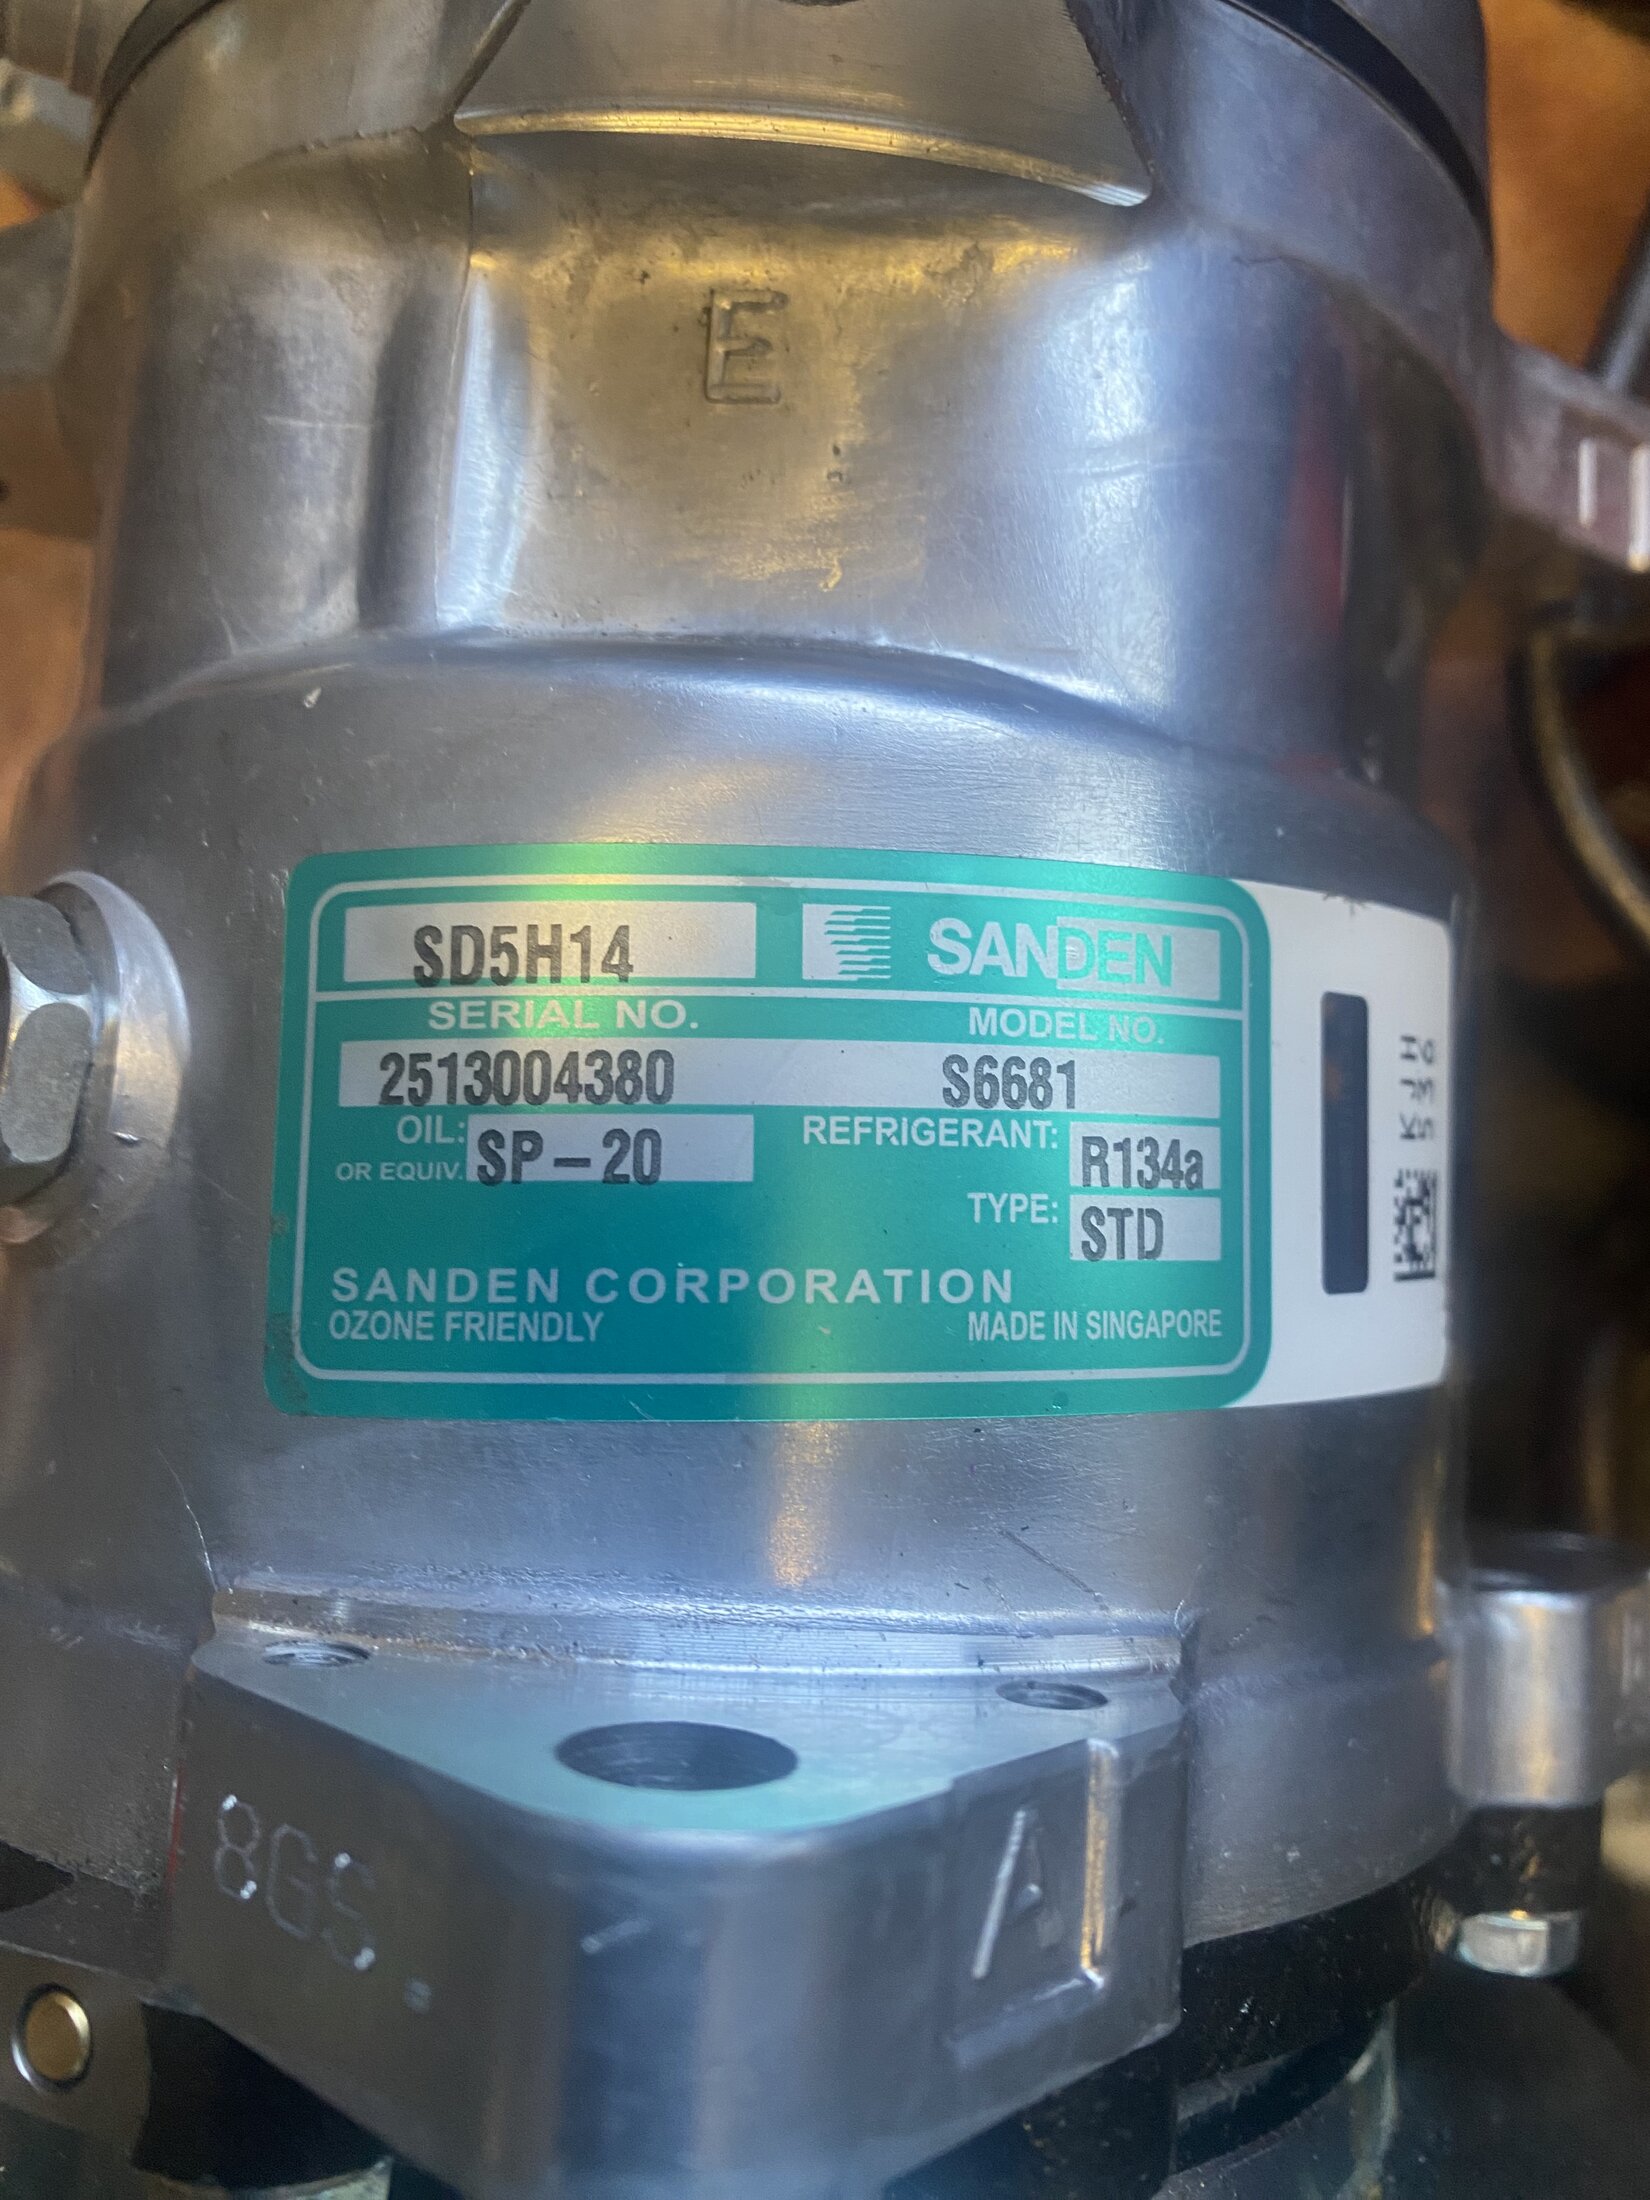 E
SD5H14 SANDEN
SERIAL NO. MODEL NO.
2513004380 S6681
OIL: SP-20 REFRIGERANT: R134a
OR EQUIV.
TYPE: STD
SANDEN CORPORATION
OZONE FRIENDLY MADE IN SINGAPORE
8GS.